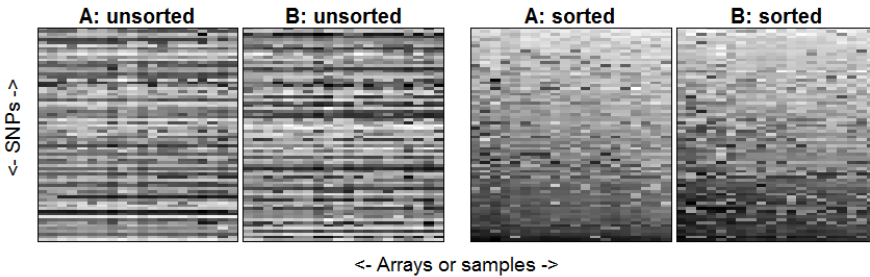 A: unsorted
B: unsorted
A: sorted
B: sorted
<- SNPs ->
<- Arrays or samples ->